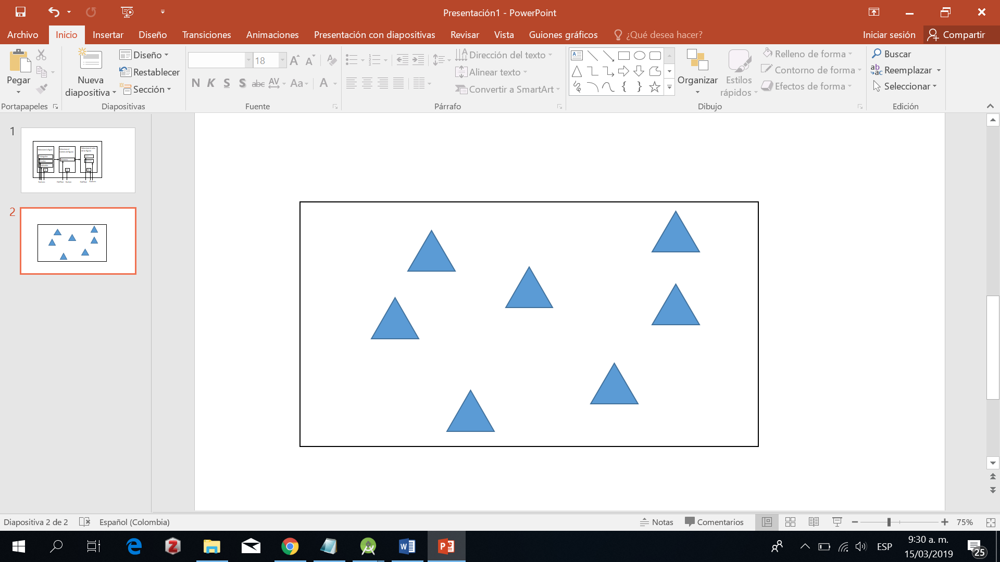 Presentación1 - PowerPoint
Archivo Inicio Insertar Diseño Transiciones Animaciones Presentación con diapositivas Revisar Vista Guiones gráficos ¿Qué desea hacer? Iniciar sesión Compartir
Pegar
Portapapeles
Nueva diapositiva
Diseño
Restablecer
Sección
Diapositivas
18
N K S S abc AV Aa A
Fuente
Dirección del texto
Alinear texto
Convertir a SmartArt
Párrafo
Organizar
Estilos rápidos
Relleno de forma
Contorno de forma
Efectos de forma
Dibujo
Buscar
Reemplazar
Seleccionar
Edición
1
2
Diapositiva 2 de 2 Español (Colombia) Notas Comentarios 75%
ESP
9:30 a. m.
15/03/2019
25